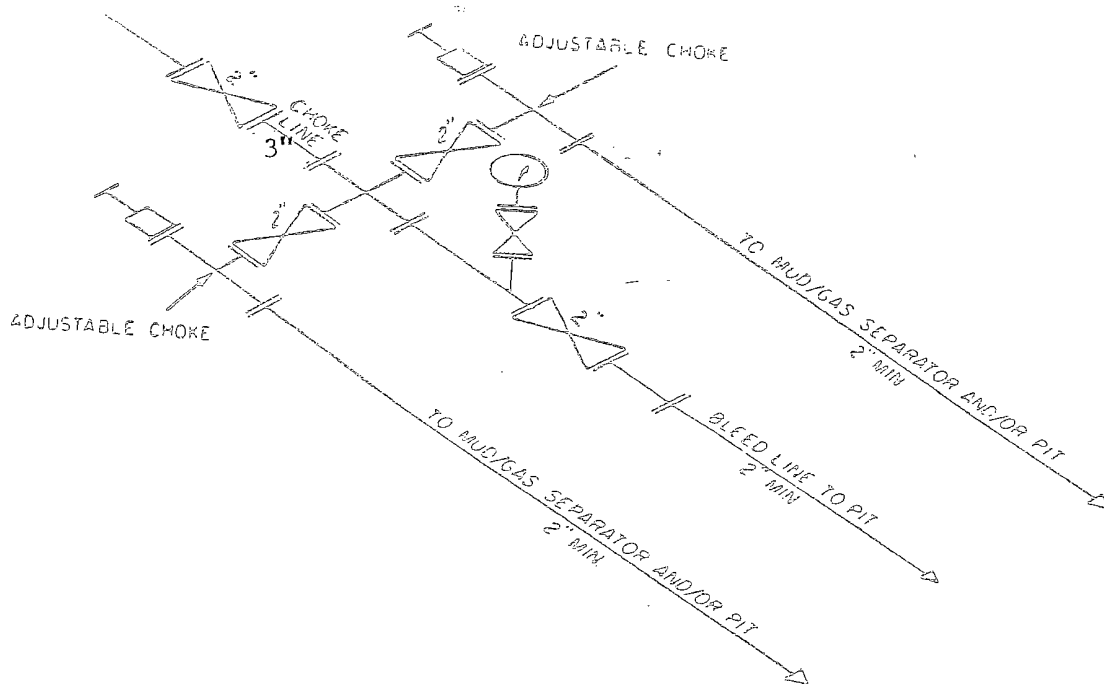 ADJUSTABLE CHOKE
2"
CHOKE
LINE
3"
2"
2"
P
ADJUSTABLE CHOKE
2"
TO MUD/GAS SEPARATOR AND/OR PIT
2" MIN
BLEED LINE TO PIT
2" MIN
TO MUD/GAS SEPARATOR AND/OR PIT
2" MIN.